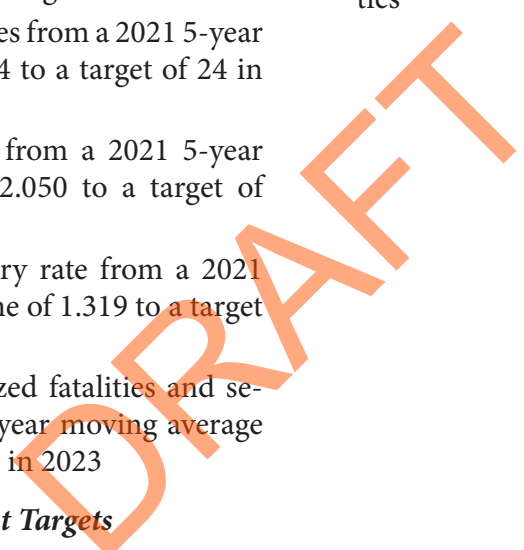 ties
es from a 2021 5-year
4 to a target of 24 in
from a 2021 5-year
2.050 to a target of
ry rate from a 2021
ne of 1.319 to a target
zed fatalities and se-
year moving average
in 2023
t Targets
DRAFT